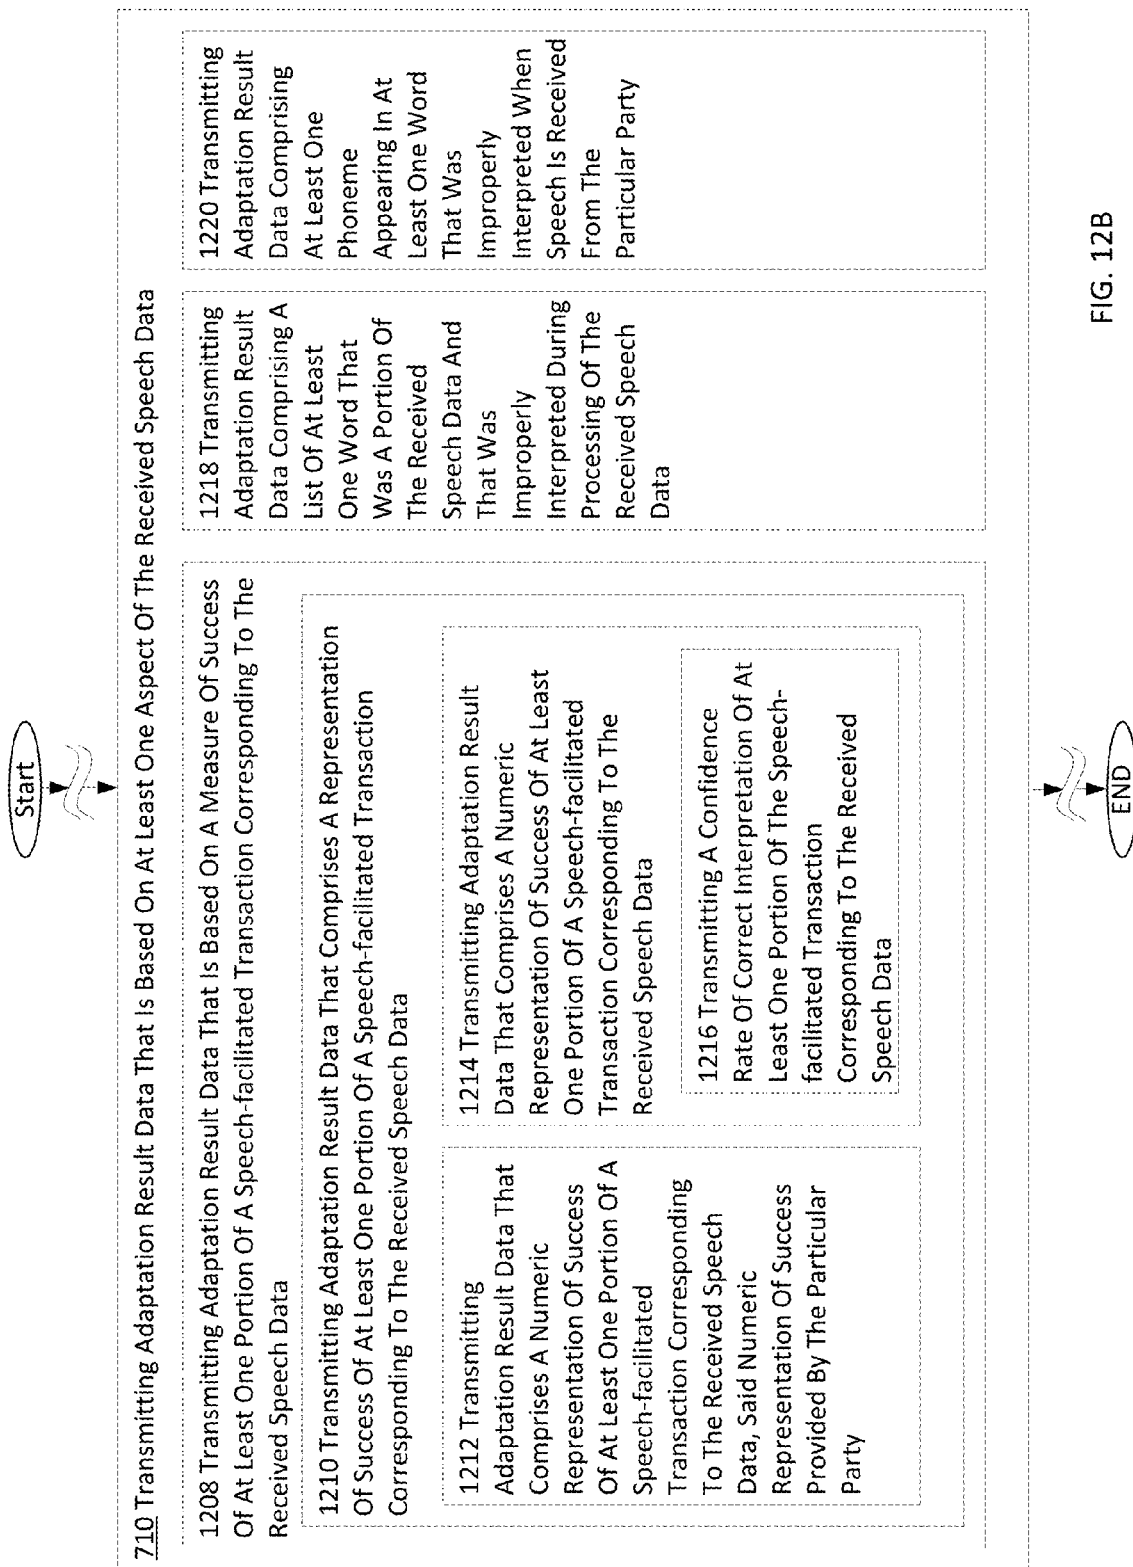 Start
710 Transmitting Adaptation Result Data That Is Based On At Least One Aspect Of The Received Speech Data
1208 Transmitting Adaptation Result Data That Is Based On A Measure Of Success
Of At Least One Portion Of A Speech-facilitated Transaction Corresponding To The
Received Speech Data
1210 Transmitting Adaptation Result Data That Comprises A Representation
Of Success Of At Least One Portion Of A Speech-facilitated Transaction
Corresponding To The Received Speech Data
1212 Transmitting
Adaptation Result Data That
Comprises A Numeric
Representation Of Success
Of At Least One Portion Of A
Speech-facilitated
Transaction Corresponding
To The Received Speech
Data, Said Numeric
Representation Of Success
Provided By The Particular
Party
1214 Transmitting Adaptation Result
Data That Comprises A Numeric
Representation Of Success Of At Least
One Portion Of A Speech-facilitated
Transaction Corresponding To The
Received Speech Data
1216 Transmitting A Confidence
Rate Of Correct Interpretation Of At
Least One Portion Of The Speech-
facilitated Transaction
Corresponding To The Received
Speech Data
1218 Transmitting
Adaptation Result
Data Comprising A
List Of At Least
One Word That
Was A Portion Of
The Received
Speech Data And
That Was
Improperly
Interpreted During
Processing Of The
Received Speech
Data
1220 Transmitting
Adaptation Result
Data Comprising
At Least One
Phoneme
Appearing In At
Least One Word
That Was
Improperly
Interpreted When
Speech Is Received
From The
Particular Party
END
FIG. 12B